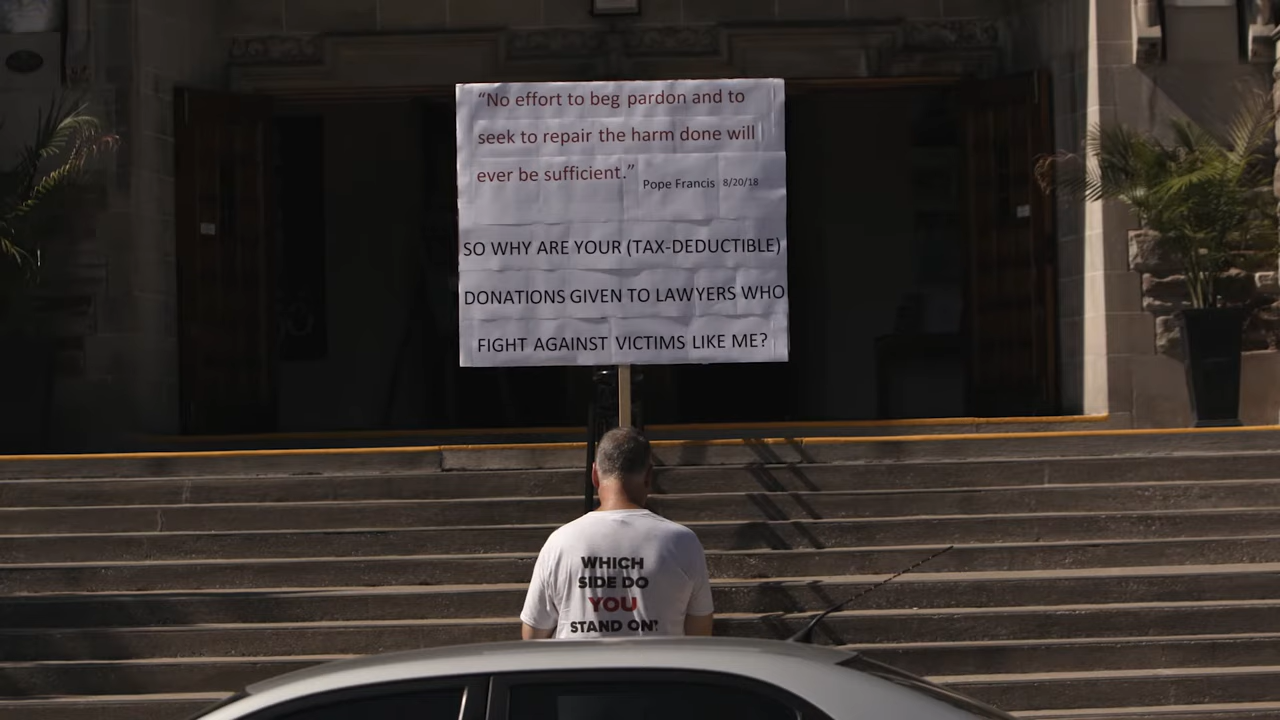 “No effort to beg pardon and to
seek to repair the harm done will
ever be sufficient.”
Pope Francis 8/20/18
SO WHY ARE YOUR (TAX-DEDUCTIBLE)
DONATIONS GIVEN TO LAWYERS WHO
FIGHT AGAINST VICTIMS LIKE ME?
WHICH
SIDE DO
YOU
STAND ON?